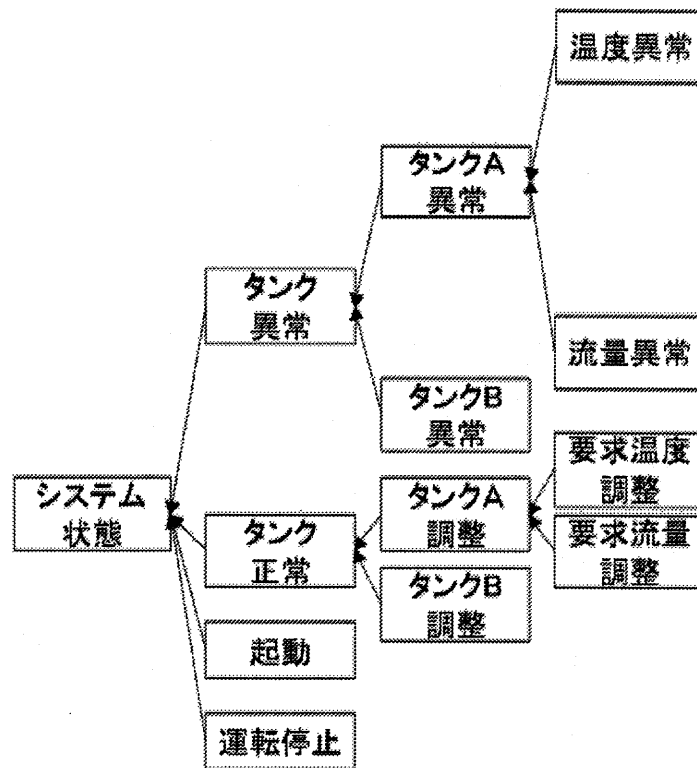 温度異常
タンクA
異常
タンク
異常
流量異常
タンクB
異常
システム
状態
タンク
正常
タンクA
調整
要求温度
調整
要求流量
調整
タンクB
調整
起動
運転停止